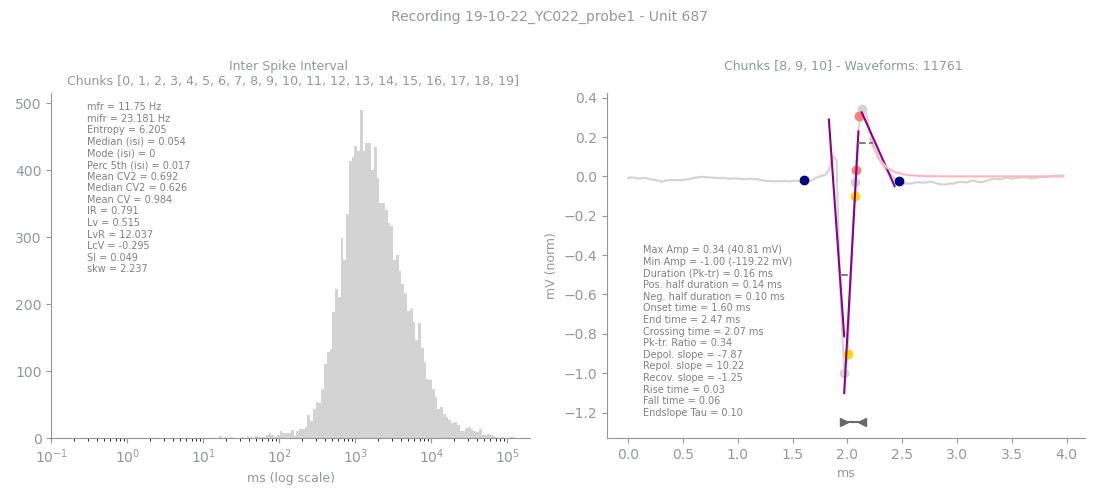 Recording 19-10-22_YC022_probe1 - Unit 687
Inter Spike Interval
Chunks [0, 1, 2, 3, 4, 5, 6, 7, 8, 9, 10, 11, 12, 13, 14, 15, 16, 17, 18, 19]
mfr = 11.75 Hz
mifr = 23.181 Hz
Entropy = 6.205
Median (isi) = 0.054
Mode (isi) = 0
Perc 5th (isi) = 0.017
Mean CV2 = 0.692
Median CV2 = 0.626
Mean CV = 0.984
IR = 0.791
Lv = 0.515
LvR = 12.037
LcV = -0.295
SI = 0.049
skw = 2.237
500
400
300
200
100
0
10⁻¹ 10⁰ 10¹ 10² 10³ 10⁴ 10⁵
ms (log scale)
Chunks [8, 9, 10] - Waveforms: 11761
mV (norm)
0.4
0.2
0.0
−0.2
−0.4
−0.6
−0.8
−1.0
−1.2
Max Amp = 0.34 (40.81 mV)
Min Amp = -1.00 (-119.22 mV)
Duration (Pk-tr) = 0.16 ms
Pos. half duration = 0.14 ms
Neg. half duration = 0.10 ms
Onset time = 1.60 ms
End time = 2.47 ms
Crossing time = 2.07 ms
Pk-tr. Ratio = 0.34
Depol. slope = -7.87
Repol. slope = 10.22
Recov. slope = -1.25
Rise time = 0.03
Fall time = 0.06
Endslope Tau = 0.10
0.0 0.5 1.0 1.5 2.0 2.5 3.0 3.5 4.0
ms